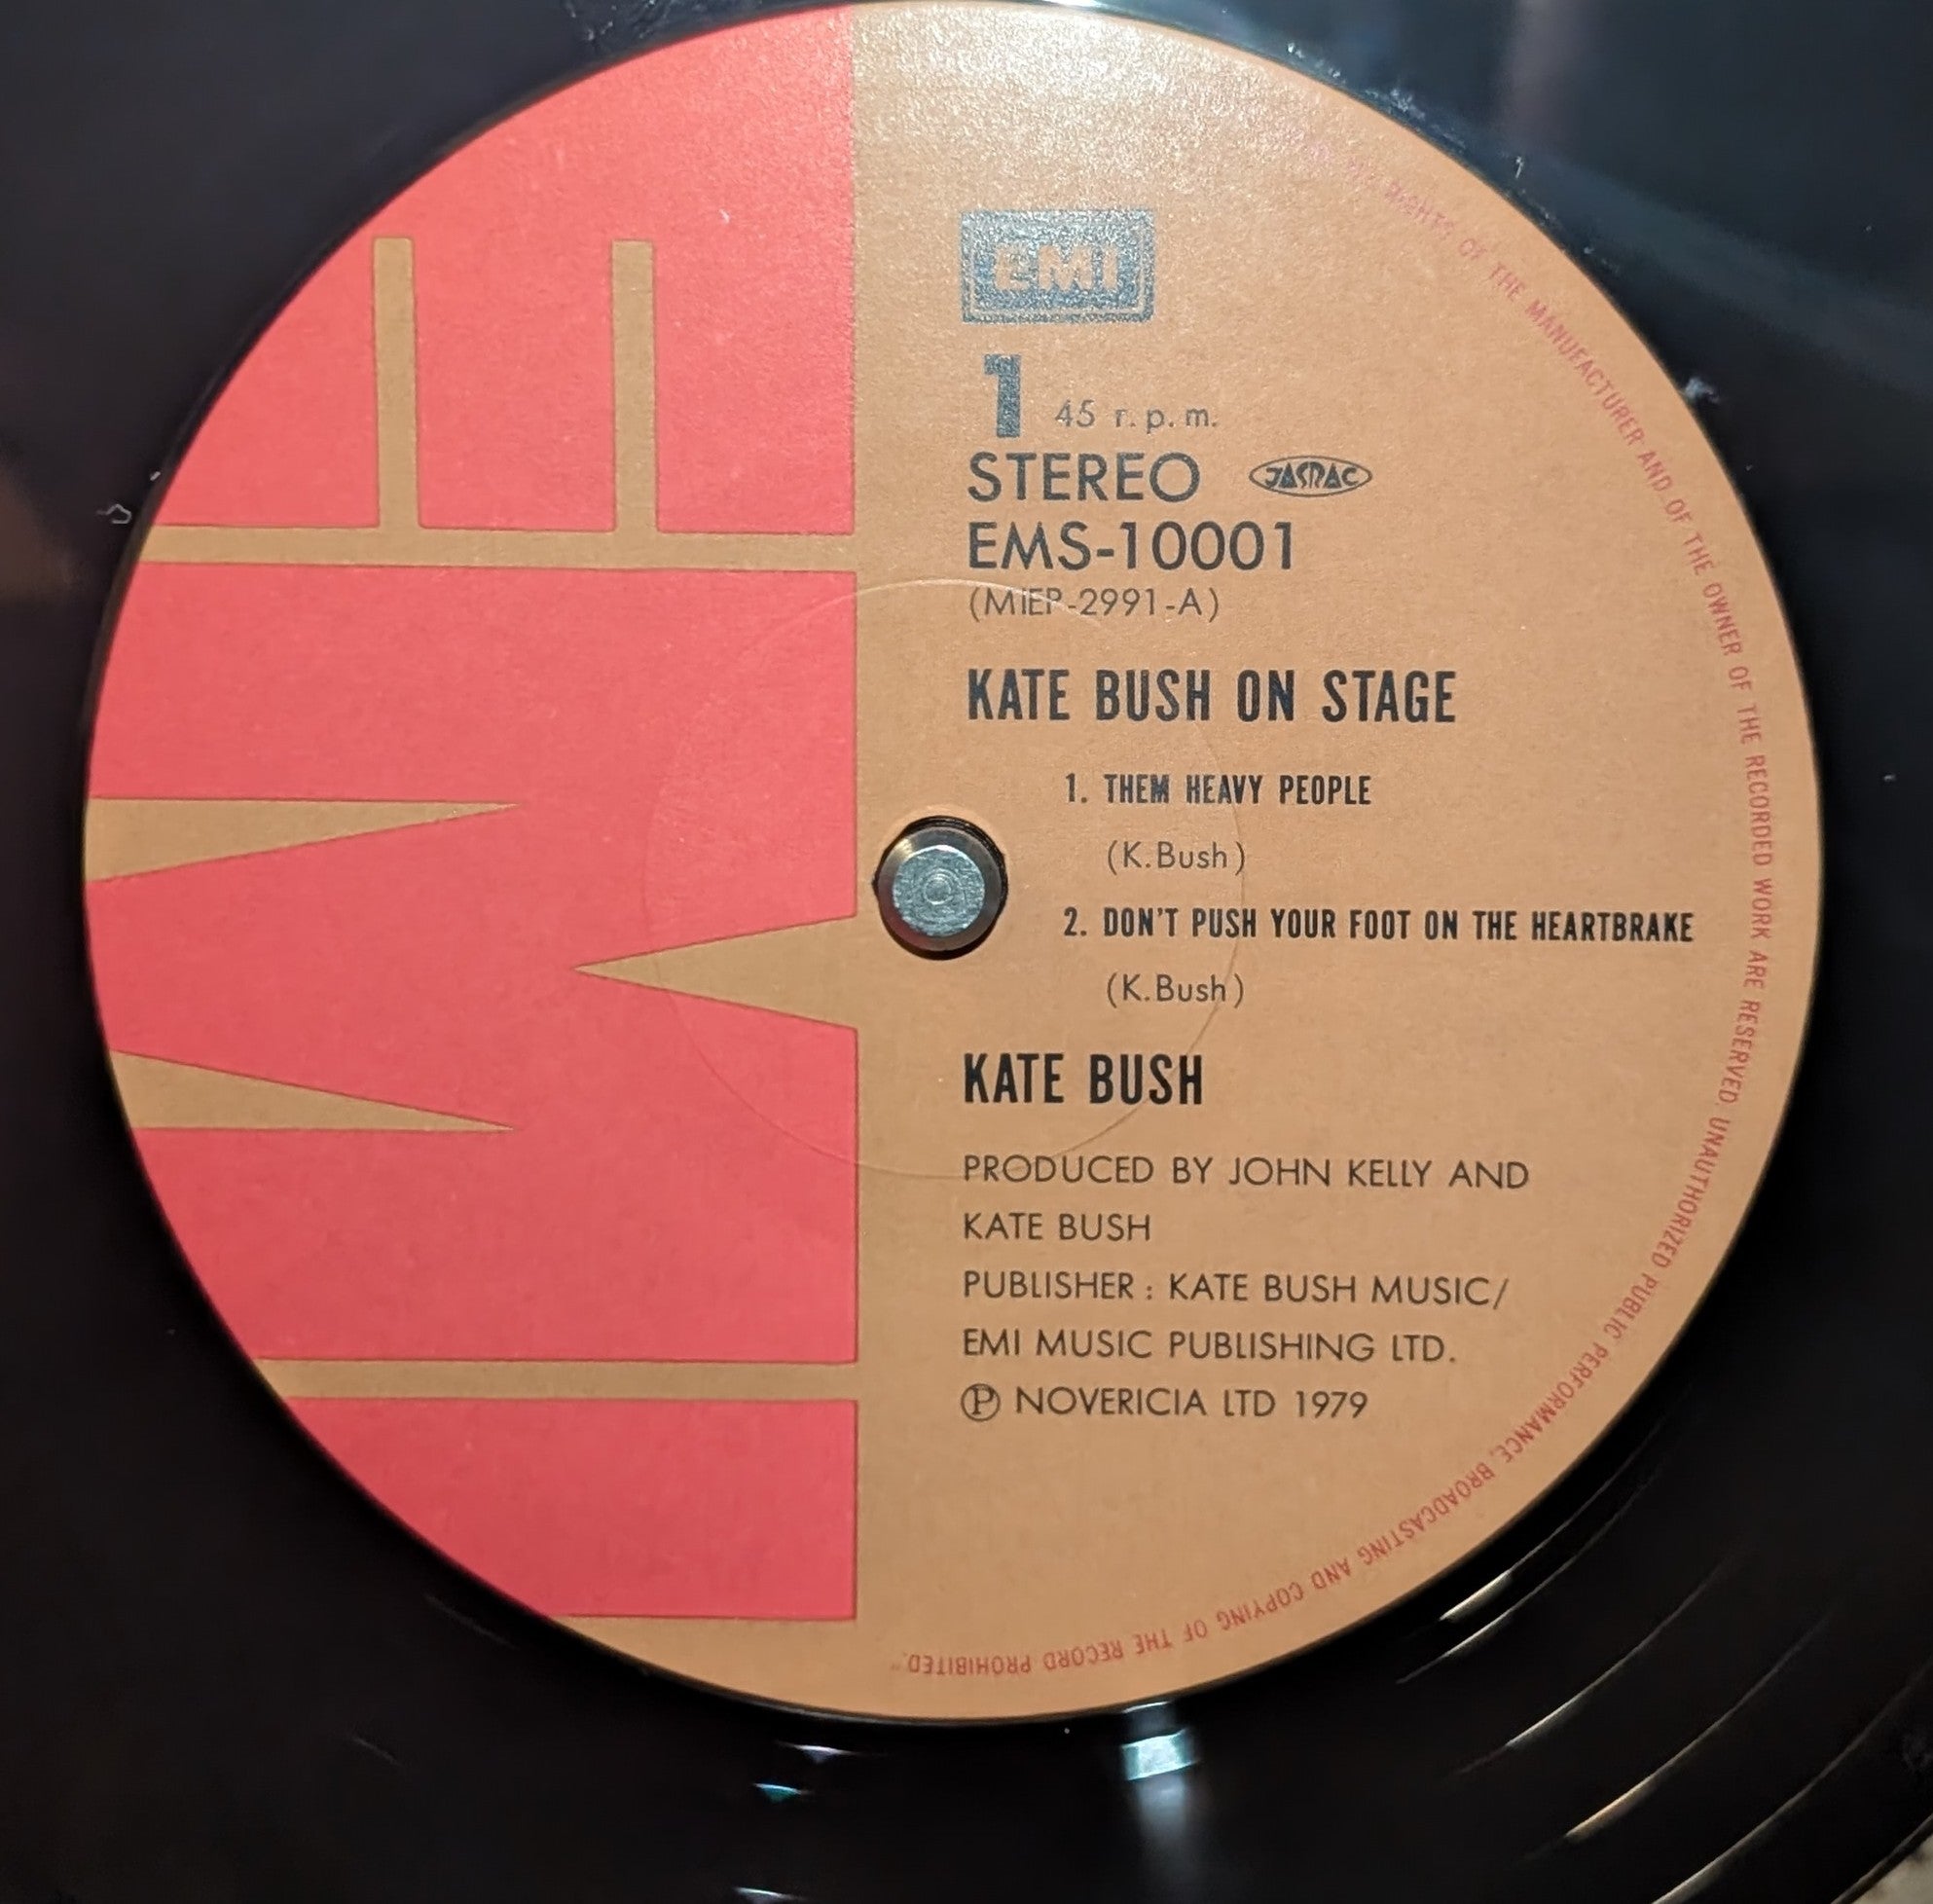 EMI
1 45 r.p.m.
STEREO JASRAC
EMS-10001
(MIEP-2991-A)
KATE BUSH ON STAGE
1. THEM HEAVY PEOPLE
(K.Bush)
2. DON'T PUSH YOUR FOOT ON THE HEARTBRAKE
(K.Bush)
KATE BUSH
PRODUCED BY JOHN KELLY AND
KATE BUSH
PUBLISHER : KATE BUSH MUSIC/
EMI MUSIC PUBLISHING LTD.
Ⓟ NOVERICIA LTD 1979
RIGHTS OF THE MANUFACTURER AND OF THE OWNER OF THE RECORDED WORK ARE RESERVED. UNAUTHORIZED PUBLIC PERFORMANCE, BROADCASTING AND COPYING OF THE RECORD PROHIBITED.
EMI